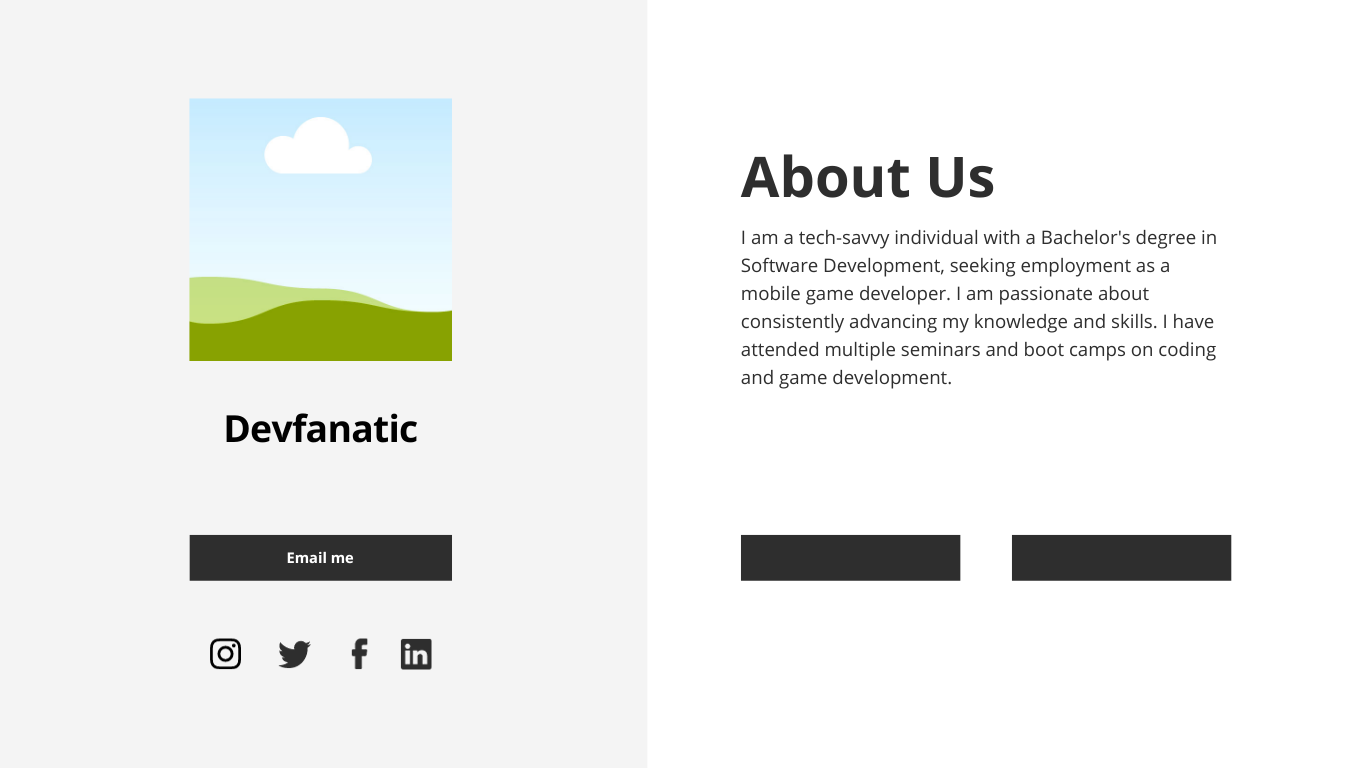 Devfanatic
Email me
About Us
I am a tech-savvy individual with a Bachelor's degree in
Software Development, seeking employment as a
mobile game developer. I am passionate about
consistently advancing my knowledge and skills. I have
attended multiple seminars and boot camps on coding
and game development.